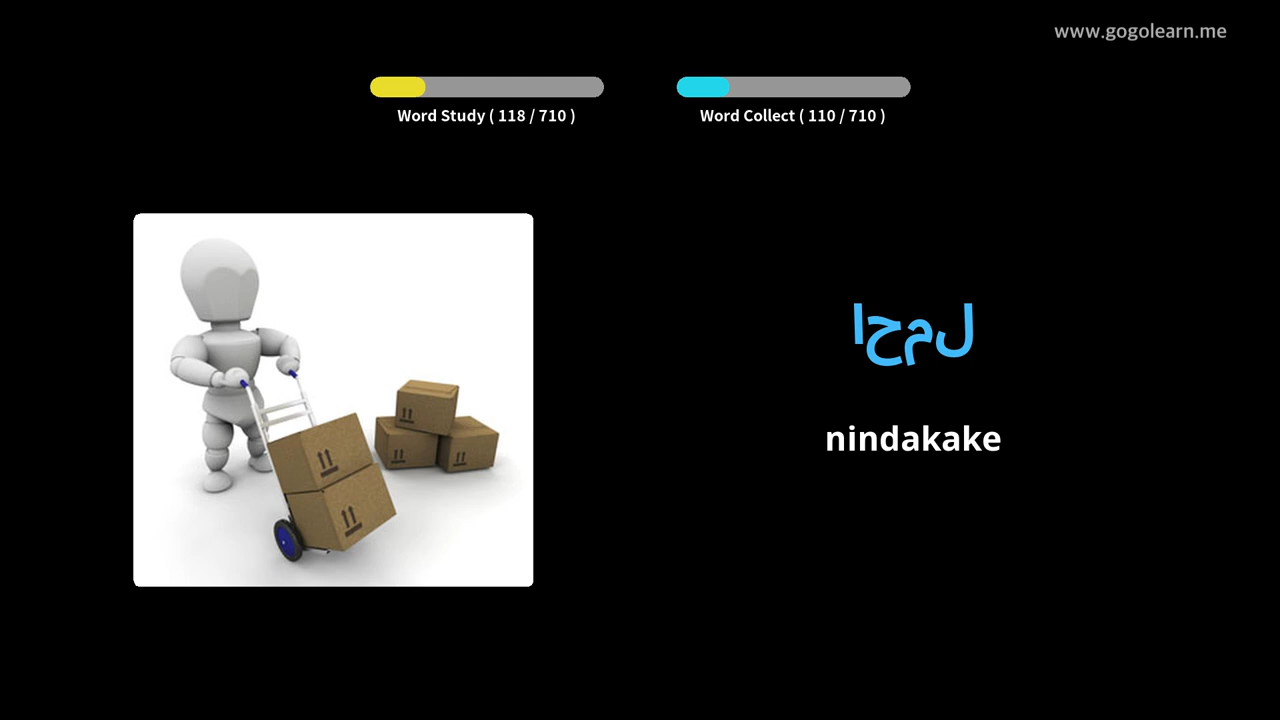 www.gogolearn.me
Word Study ( 118 / 710 )
Word Collect ( 110 / 710 )
احمل
nindakake